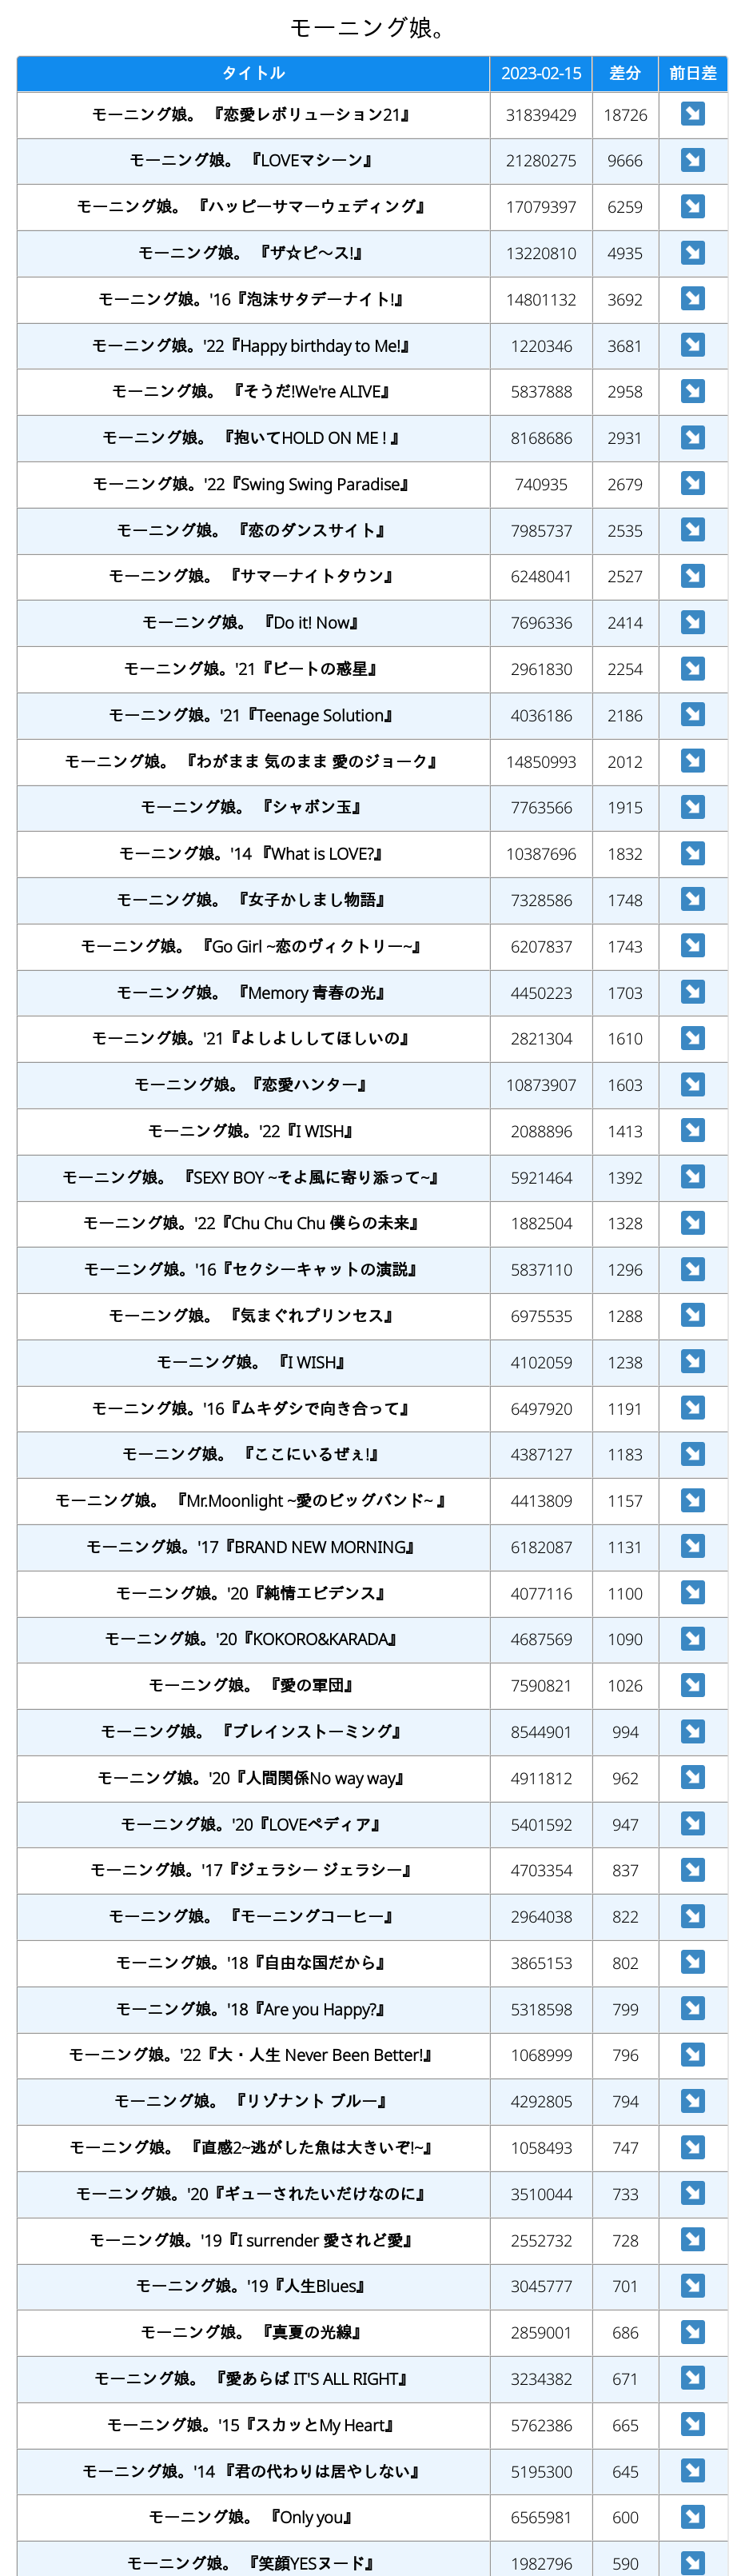 モーニング娘。
タイトル 2023-02-15 差分 前日差
モーニング娘。 『恋愛レボリューション21』 31839429 18726
モーニング娘。 『LOVEマシーン』 21280275 9666
モーニング娘。 『ハッピーサマーウェディング』 17079397 6259
モーニング娘。 『ザ☆ピ〜ス!』 13220810 4935
モーニング娘。'16『泡沫サタデーナイト!』 14801132 3692
モーニング娘。'22『Happy birthday to Me!』 1220346 3681
モーニング娘。 『そうだ!We're ALIVE』 5837888 2958
モーニング娘。 『抱いてHOLD ON ME ! 』 8168686 2931
モーニング娘。'22『Swing Swing Paradise』 740935 2679
モーニング娘。 『恋のダンスサイト』 7985737 2535
モーニング娘。 『サマーナイトタウン』 6248041 2527
モーニング娘。 『Do it! Now』 7696336 2414
モーニング娘。'21『ビートの惑星』 2961830 2254
モーニング娘。'21『Teenage Solution』 4036186 2186
モーニング娘。 『わがまま 気のまま 愛のジョーク』 14850993 2012
モーニング娘。 『シャボン玉』 7763566 1915
モーニング娘。'14 『What is LOVE?』 10387696 1832
モーニング娘。 『女子かしまし物語』 7328586 1748
モーニング娘。 『Go Girl ~恋のヴィクトリー~』 6207837 1743
モーニング娘。 『Memory 青春の光』 4450223 1703
モーニング娘。'21『よしよししてほしいの』 2821304 1610
モーニング娘。『恋愛ハンター』 10873907 1603
モーニング娘。'22『I WISH』 2088896 1413
モーニング娘。 『SEXY BOY ~そよ風に寄り添って~』 5921464 1392
モーニング娘。'22『Chu Chu Chu 僕らの未来』 1882504 1328
モーニング娘。'16『セクシーキャットの演説』 5837110 1296
モーニング娘。 『気まぐれプリンセス』 6975535 1288
モーニング娘。 『I WISH』 4102059 1238
モーニング娘。'16『ムキダシで向き合って』 6497920 1191
モーニング娘。 『ここにいるぜぇ!』 4387127 1183
モーニング娘。 『Mr.Moonlight ~愛のビッグバンド~ 』 4413809 1157
モーニング娘。'17『BRAND NEW MORNING』 6182087 1131
モーニング娘。'20『純情エビデンス』 4077116 1100
モーニング娘。'20『KOKORO&KARADA』 4687569 1090
モーニング娘。 『愛の軍団』 7590821 1026
モーニング娘。 『ブレインストーミング』 8544901 994
モーニング娘。'20『人間関係No way way』 4911812 962
モーニング娘。'20『LOVEペディア』 5401592 947
モーニング娘。'17『ジェラシー ジェラシー』 4703354 837
モーニング娘。 『モーニングコーヒー』 2964038 822
モーニング娘。'18『自由な国だから』 3865153 802
モーニング娘。'18『Are you Happy?』 5318598 799
モーニング娘。'22『大・人生 Never Been Better!』 1068999 796
モーニング娘。 『リゾナント ブルー』 4292805 794
モーニング娘。 『直感2~逃がした魚は大きいぞ!~』 1058493 747
モーニング娘。'20『ギューされたいだけなのに』 3510044 733
モーニング娘。'19『I surrender 愛されど愛』 2552732 728
モーニング娘。'19『人生Blues』 3045777 701
モーニング娘。 『真夏の光線』 2859001 686
モーニング娘。 『愛あらば IT'S ALL RIGHT』 3234382 671
モーニング娘。'15『スカッとMy Heart』 5762386 665
モーニング娘。'14 『君の代わりは居やしない』 5195300 645
モーニング娘。 『Only you』 6565981 600
モーニング娘。 『笑顔YESヌード』 1982796 590